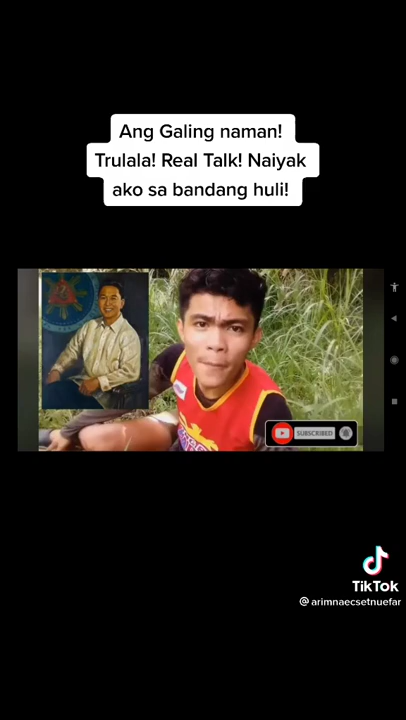 Ang Galing naman!
Trulala! Real Talk! Naiyak
ako sa bandang huli!
SUBSCRIBED
TikTok
@arimnaecsetnuefar